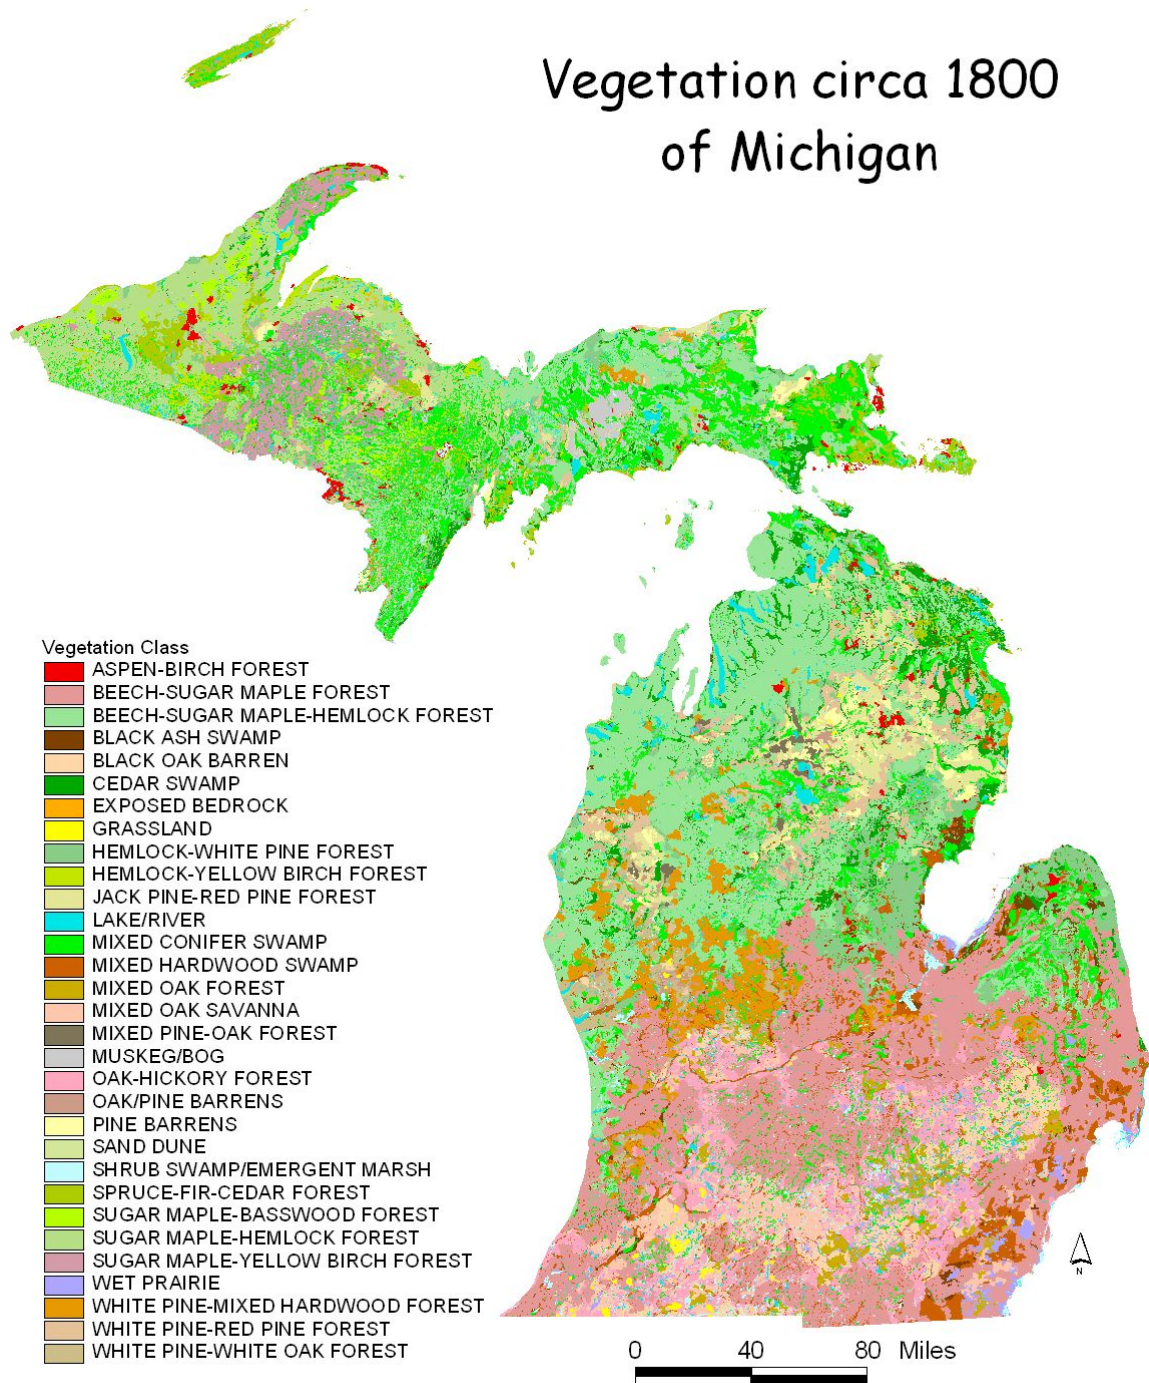 Vegetation circa 1800
of Michigan
Vegetation Class
ASPEN-BIRCH FOREST
BEECH-SUGAR MAPLE FOREST
BEECH-SUGAR MAPLE-HEMLOCK FOREST
BLACK ASH SWAMP
BLACK OAK BARREN
CEDAR SWAMP
EXPOSED BEDROCK
GRASSLAND
HEMLOCK-WHITE PINE FOREST
HEMLOCK-YELLOW BIRCH FOREST
JACK PINE-RED PINE FOREST
LAKE/RIVER
MIXED CONIFER SWAMP
MIXED HARDWOOD SWAMP
MIXED OAK FOREST
MIXED OAK SAVANNA
MIXED PINE-OAK FOREST
MUSKEG/BOG
OAK-HICKORY FOREST
OAK/PINE BARRENS
PINE BARRENS
SAND DUNE
SHRUB SWAMP/EMERGENT MARSH
SPRUCE-FIR-CEDAR FOREST
SUGAR MAPLE-BASSWOOD FOREST
SUGAR MAPLE-HEMLOCK FOREST
SUGAR MAPLE-YELLOW BIRCH FOREST
WET PRAIRIE
WHITE PINE-MIXED HARDWOOD FOREST
WHITE PINE-RED PINE FOREST
WHITE PINE-WHITE OAK FOREST
N
0 40 80 Miles